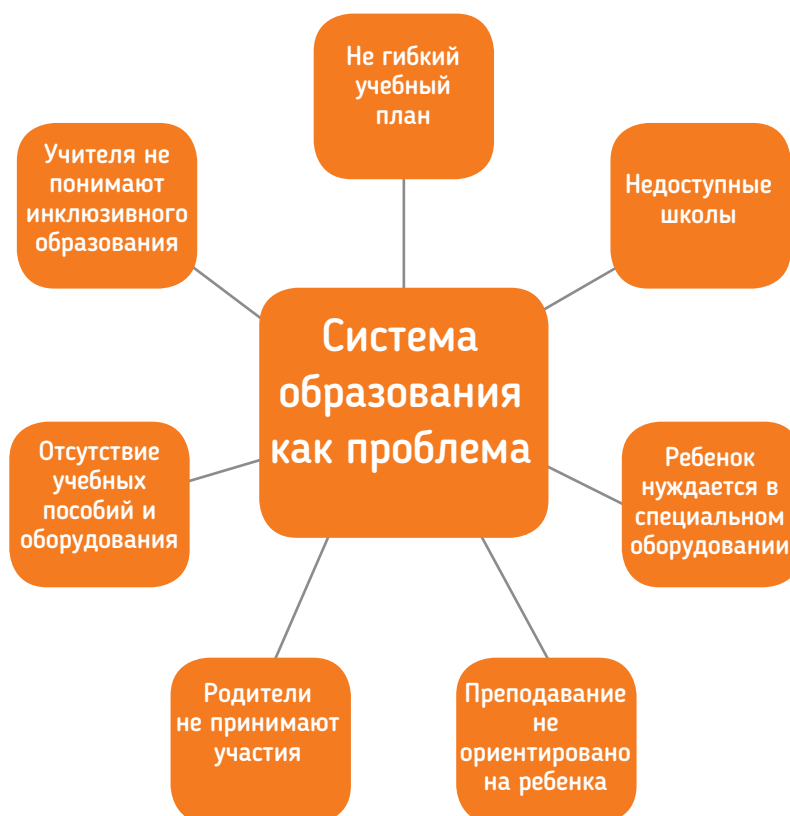 Не гибкий
учебный
план
Учителя не
понимают
инклюзивного
образования
Недоступные
школы
Система
образования
как проблема
Отсутствие
учебных
пособий и
оборудования
Ребенок
нуждается в
специальном
оборудовании
Родители
не принимают
участия
Преподавание
не
ориентировано
на ребенка